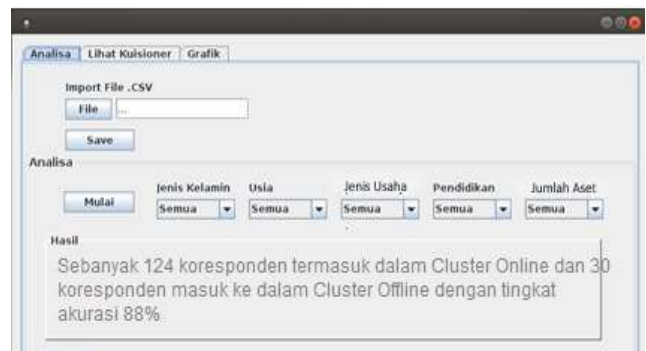 Analisa Lihat Kuisioner Grafik
Import File .CSV
File ...
Save
Analisa
Jenis Kelamin Usia Jenis Usaha Pendidikan Jumlah Aset
Mulai Semua Semua Semua Semua Semua
Hasil
Sebanyak 124 koresponden termasuk dalam Cluster Online dan 30
koresponden masuk ke dalam Cluster Offline dengan tingkat
akurasi 88%